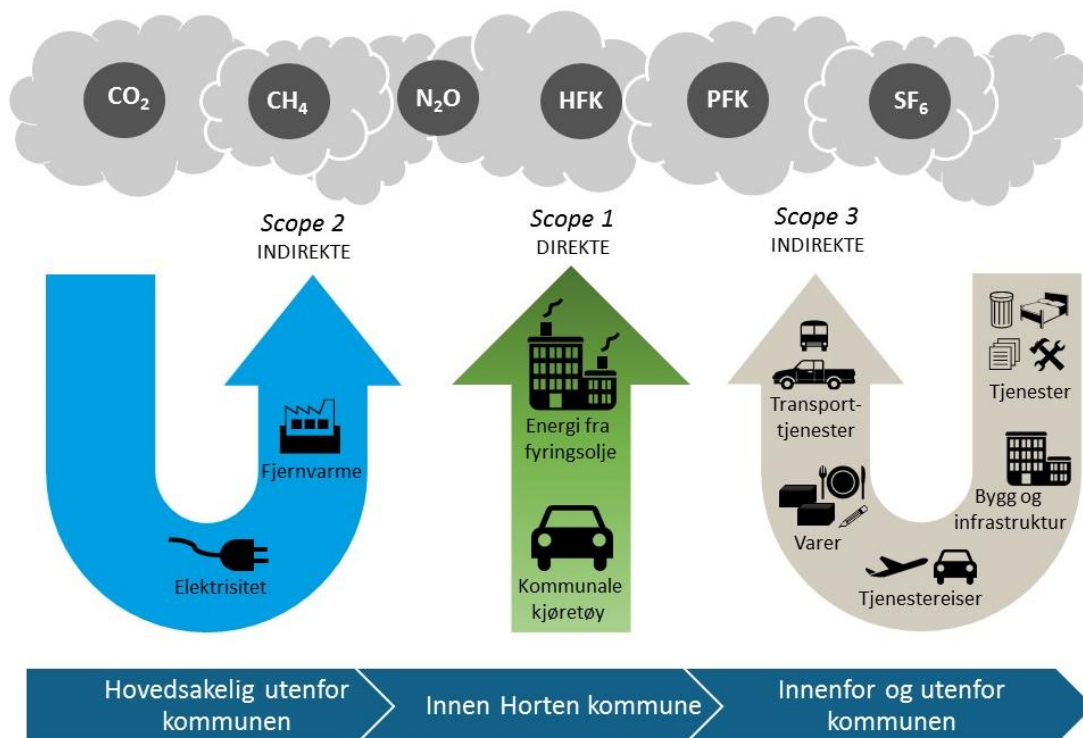 CO₂
CH₄
N₂O
HFK
PFK
SF₆
Scope 2
INDIREKTE
Scope 1
DIREKTE
Scope 3
INDIREKTE
Fjernvarme
Elektrisitet
Energi fra
fyringsolje
Kommunale
kjøretøy
Transport-
tjenester
Varer
Tjenestereiser
Tjenester
Bygg og
infrastruktur
Hovedsakelig utenfor
kommunen
Innen Horten kommune
Innenfor og utenfor
kommunen